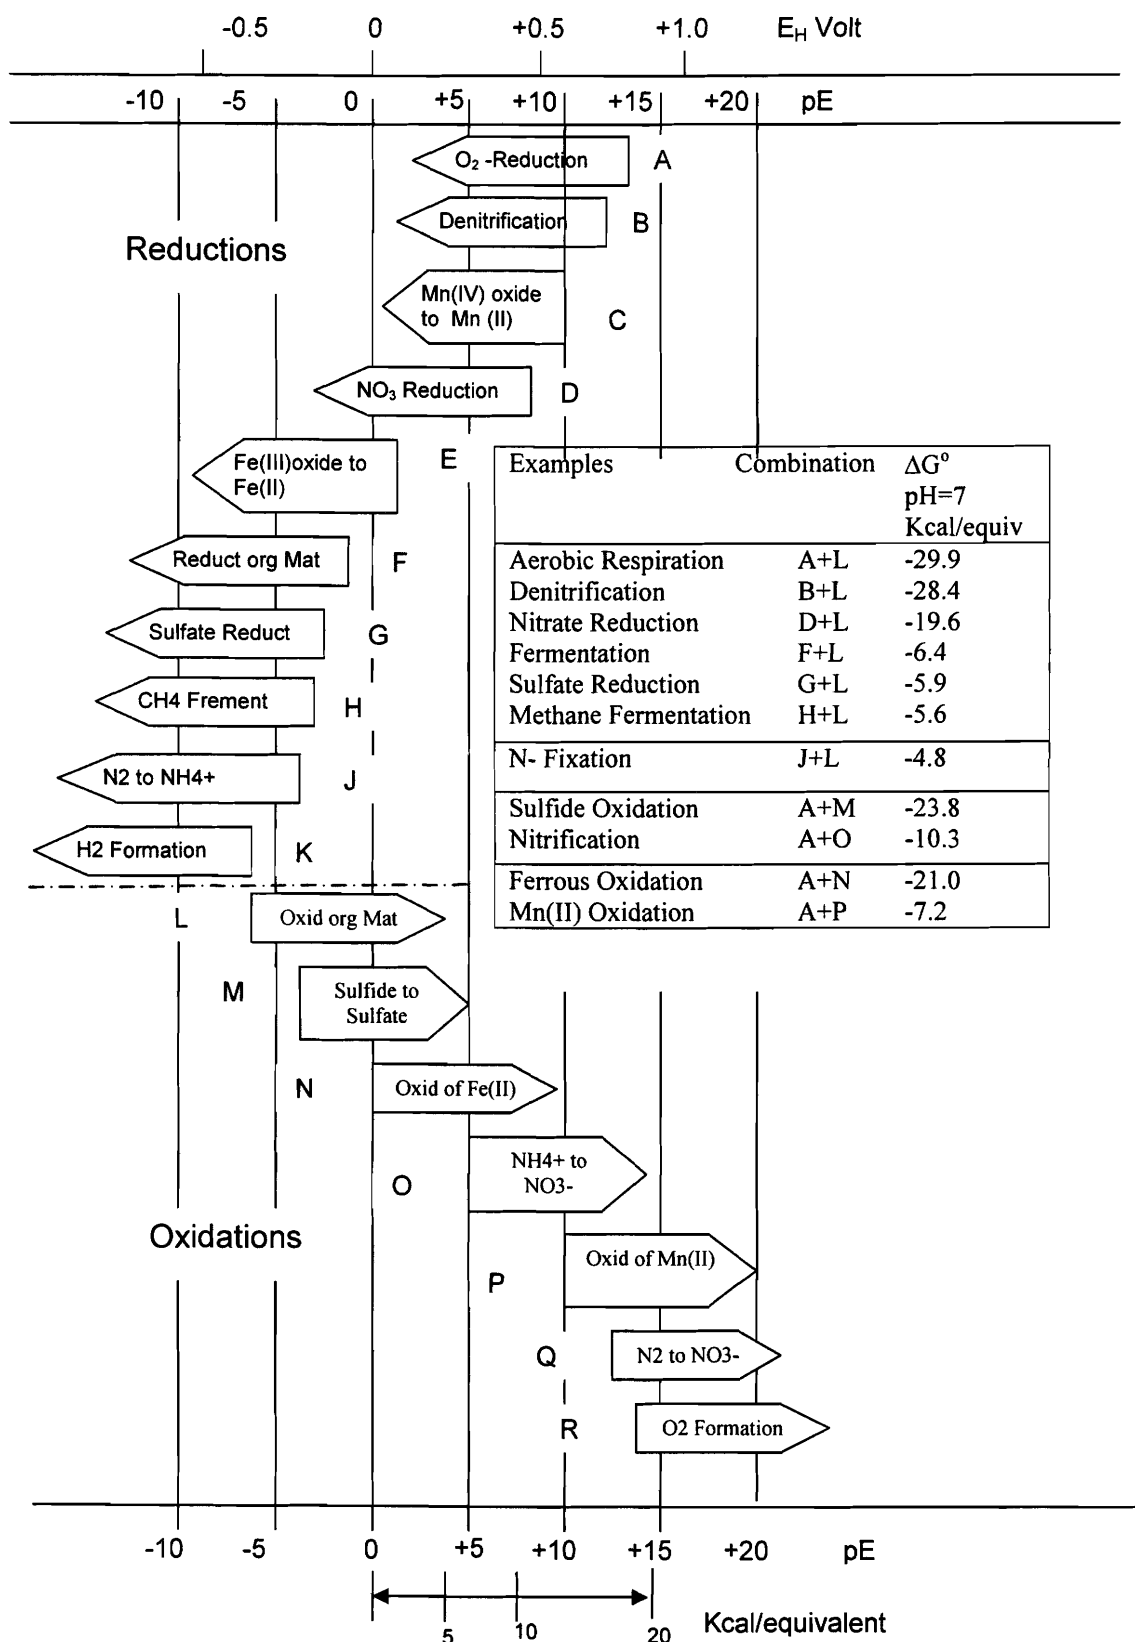 -0.5 0 +0.5 +1.0 E_H Volt
-10 -5 0 +5 +10 +15 +20 pE
O₂ -Reduction A
Denitrification B
Reductions
Mn(IV) oxide
to Mn (II) C
NO₃ Reduction D
Fe(III)oxide to
Fe(II) E
Reduct org Mat F
Sulfate Reduct G
CH4 Frement H
N2 to NH4+ J
H2 Formation K
Examples Combination ΔG°
pH=7
Kcal/equiv
Aerobic Respiration A+L -29.9
Denitrification B+L -28.4
Nitrate Reduction D+L -19.6
Fermentation F+L -6.4
Sulfate Reduction G+L -5.9
Methane Fermentation H+L -5.6
N- Fixation J+L -4.8
Sulfide Oxidation A+M -23.8
Nitrification A+O -10.3
Ferrous Oxidation A+N -21.0
Mn(II) Oxidation A+P -7.2
L Oxid org Mat
M Sulfide to
Sulfate
N Oxid of Fe(II)
O NH4+ to
NO3-
Oxidations
P Oxid of Mn(II)
Q N2 to NO3-
R O2 Formation
-10 -5 0 +5 +10 +15 +20 pE
5 10 20 Kcal/equivalent